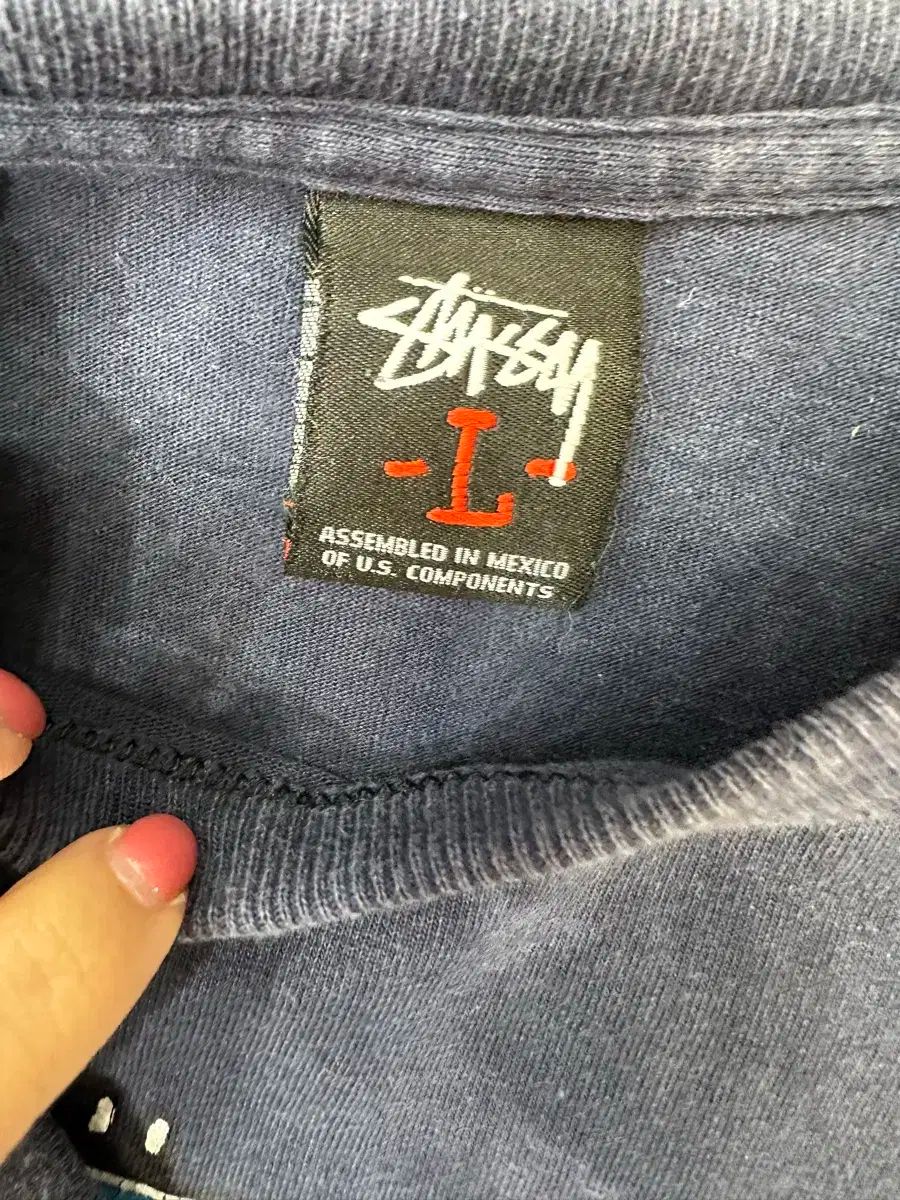 Stüssy
-L-
ASSEMBLED IN MEXICO
OF U.S. COMPONENTS